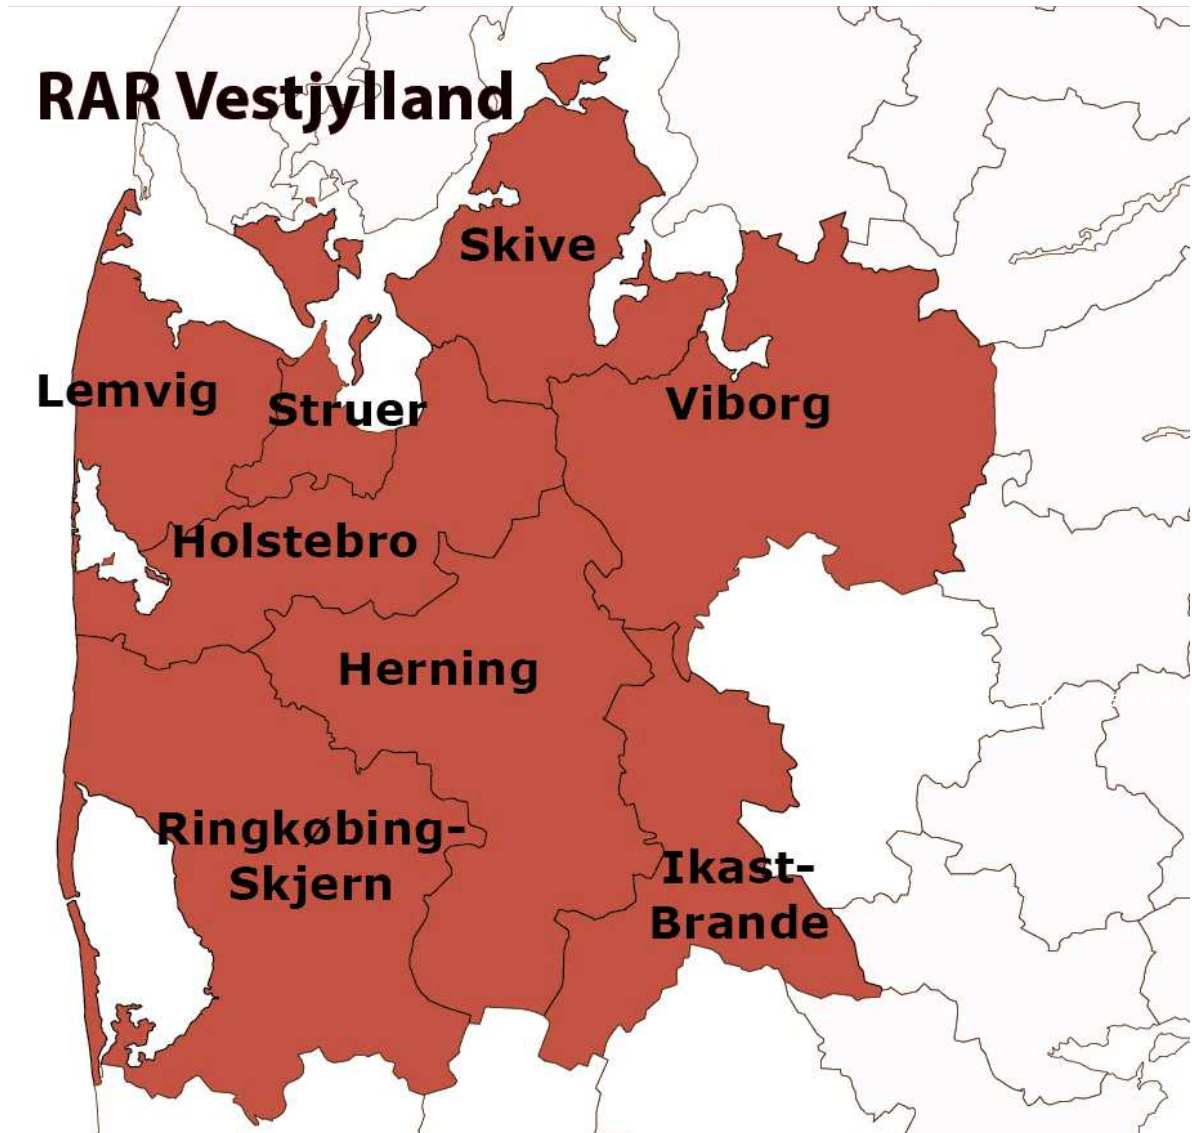 RAR Vestjylland
Skive
Lemvig
Struer
Viborg
Holstebro
Herning
Ringkøbing-
Skjern
Ikast-
Brande